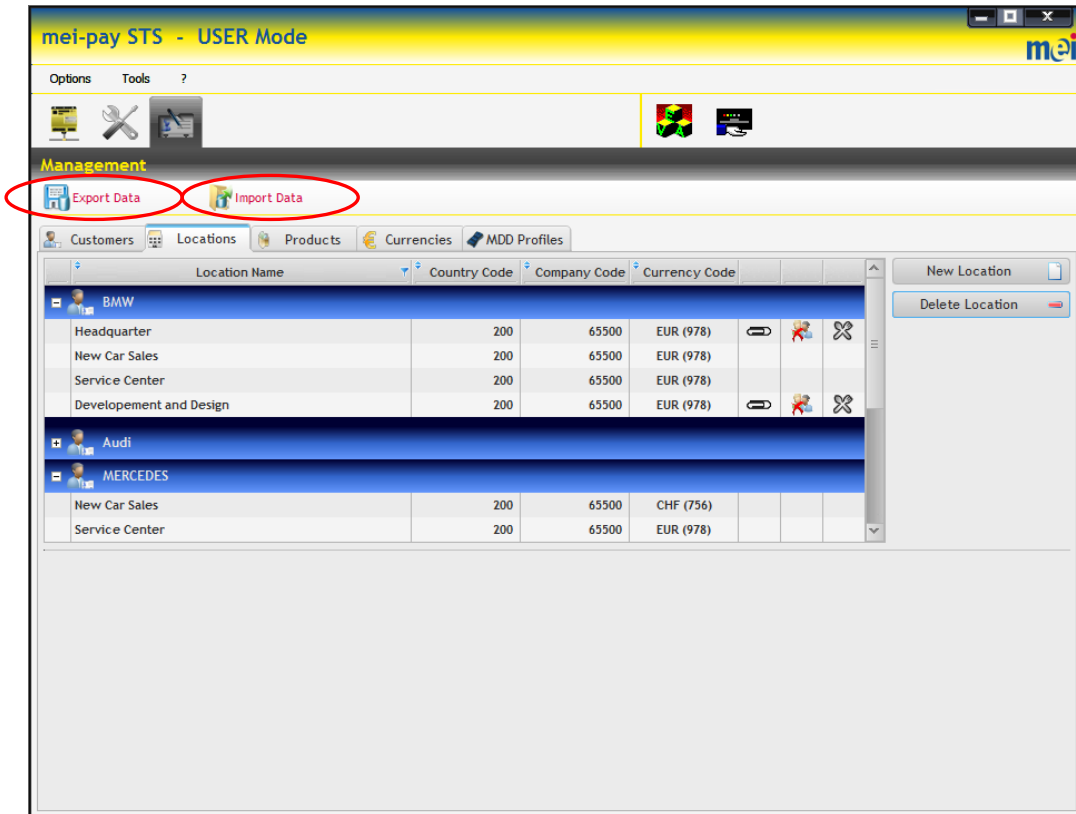 mei-pay STS - USER Mode
mei
Options Tools ?
E V A
Management
Export Data Import Data
Customers Locations Products Currencies MDD Profiles
Location Name Country Code Company Code Currency Code
New Location
BMW
Delete Location
Headquarter 200 65500 EUR (978)
New Car Sales 200 65500 EUR (978)
Service Center 200 65500 EUR (978)
Developement and Design 200 65500 EUR (978)
Audi
MERCEDES
New Car Sales 200 65500 CHF (756)
Service Center 200 65500 EUR (978)